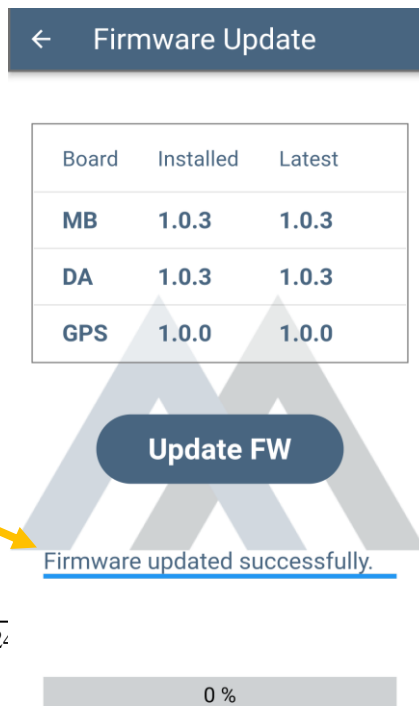 ← Firmware Update
Board Installed Latest
MB 1.0.3 1.0.3
DA 1.0.3 1.0.3
GPS 1.0.0 1.0.0
Update FW
Firmware updated successfully.
0 %